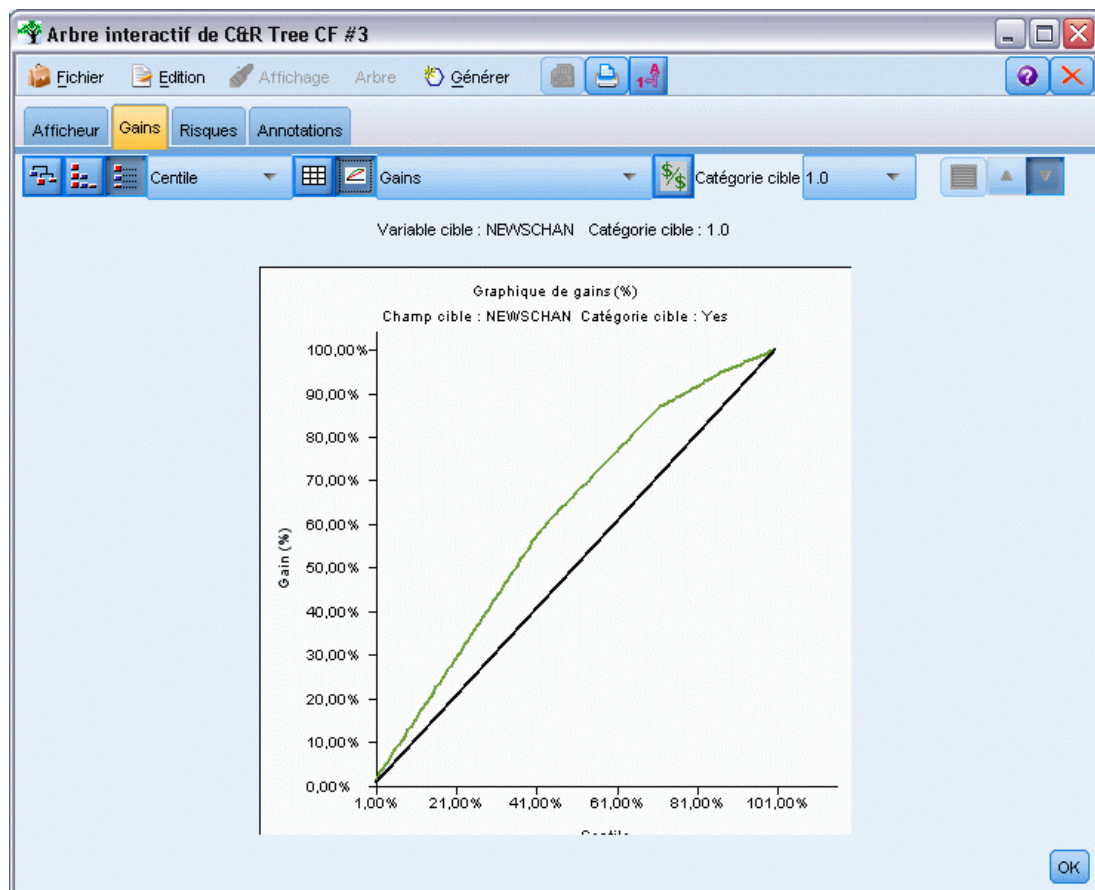 Arbre interactif de C&R Tree CF #3
Fichier Edition Affichage Arbre Générer
Afficheur Gains Risques Annotations
Centile Gains $/$ Catégorie cible 1.0
Variable cible : NEWSCHAN Catégorie cible : 1.0
Graphique de gains (%)
Champ cible : NEWSCHAN Catégorie cible : Yes
100,00%
90,00%
80,00%
70,00%
60,00%
50,00%
40,00%
30,00%
20,00%
10,00%
0,00%
Gain (%)
1,00% 21,00% 41,00% 61,00% 81,00% 101,00%
Centile
OK